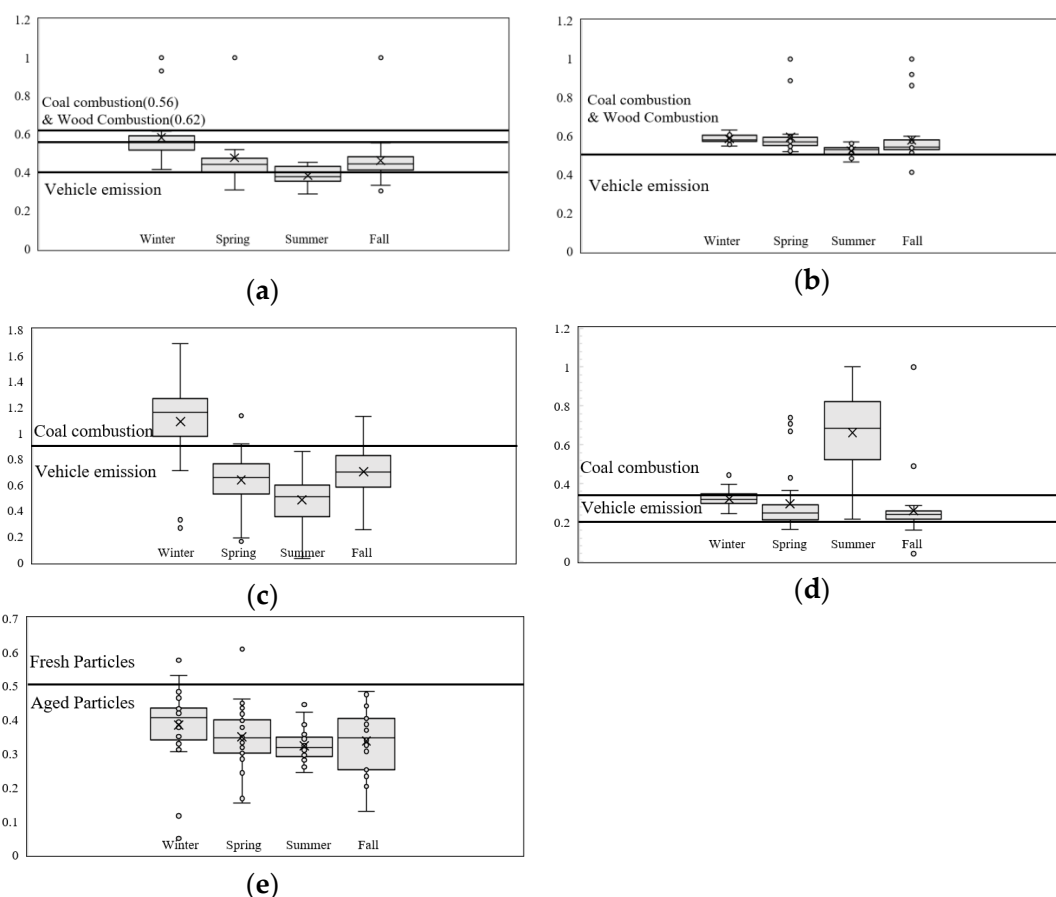 1.2
1
0.8
0.6
0.4
0.2
0
Coal combustion(0.56)
& Wood Combustion(0.62)
Vehicle emission
Winter Spring Summer Fall
(a)
1.2
1
0.8
0.6
0.4
0.2
0
Coal combustion
& Wood Combustion
Vehicle emission
Winter Spring Summer Fall
(b)
1.8
1.6
1.4
1.2
1
0.8
0.6
0.4
0.2
0
Coal combustion
Vehicle emission
Winter Spring Summer Fall
(c)
1.2
1
0.8
0.6
0.4
0.2
0
Coal combustion
Vehicle emission
Winter Spring Summer Fall
(d)
0.7
0.6
0.5
0.4
0.3
0.2
0.1
0
Fresh Particles
Aged Particles
Winter Spring Summer Fall
(e)